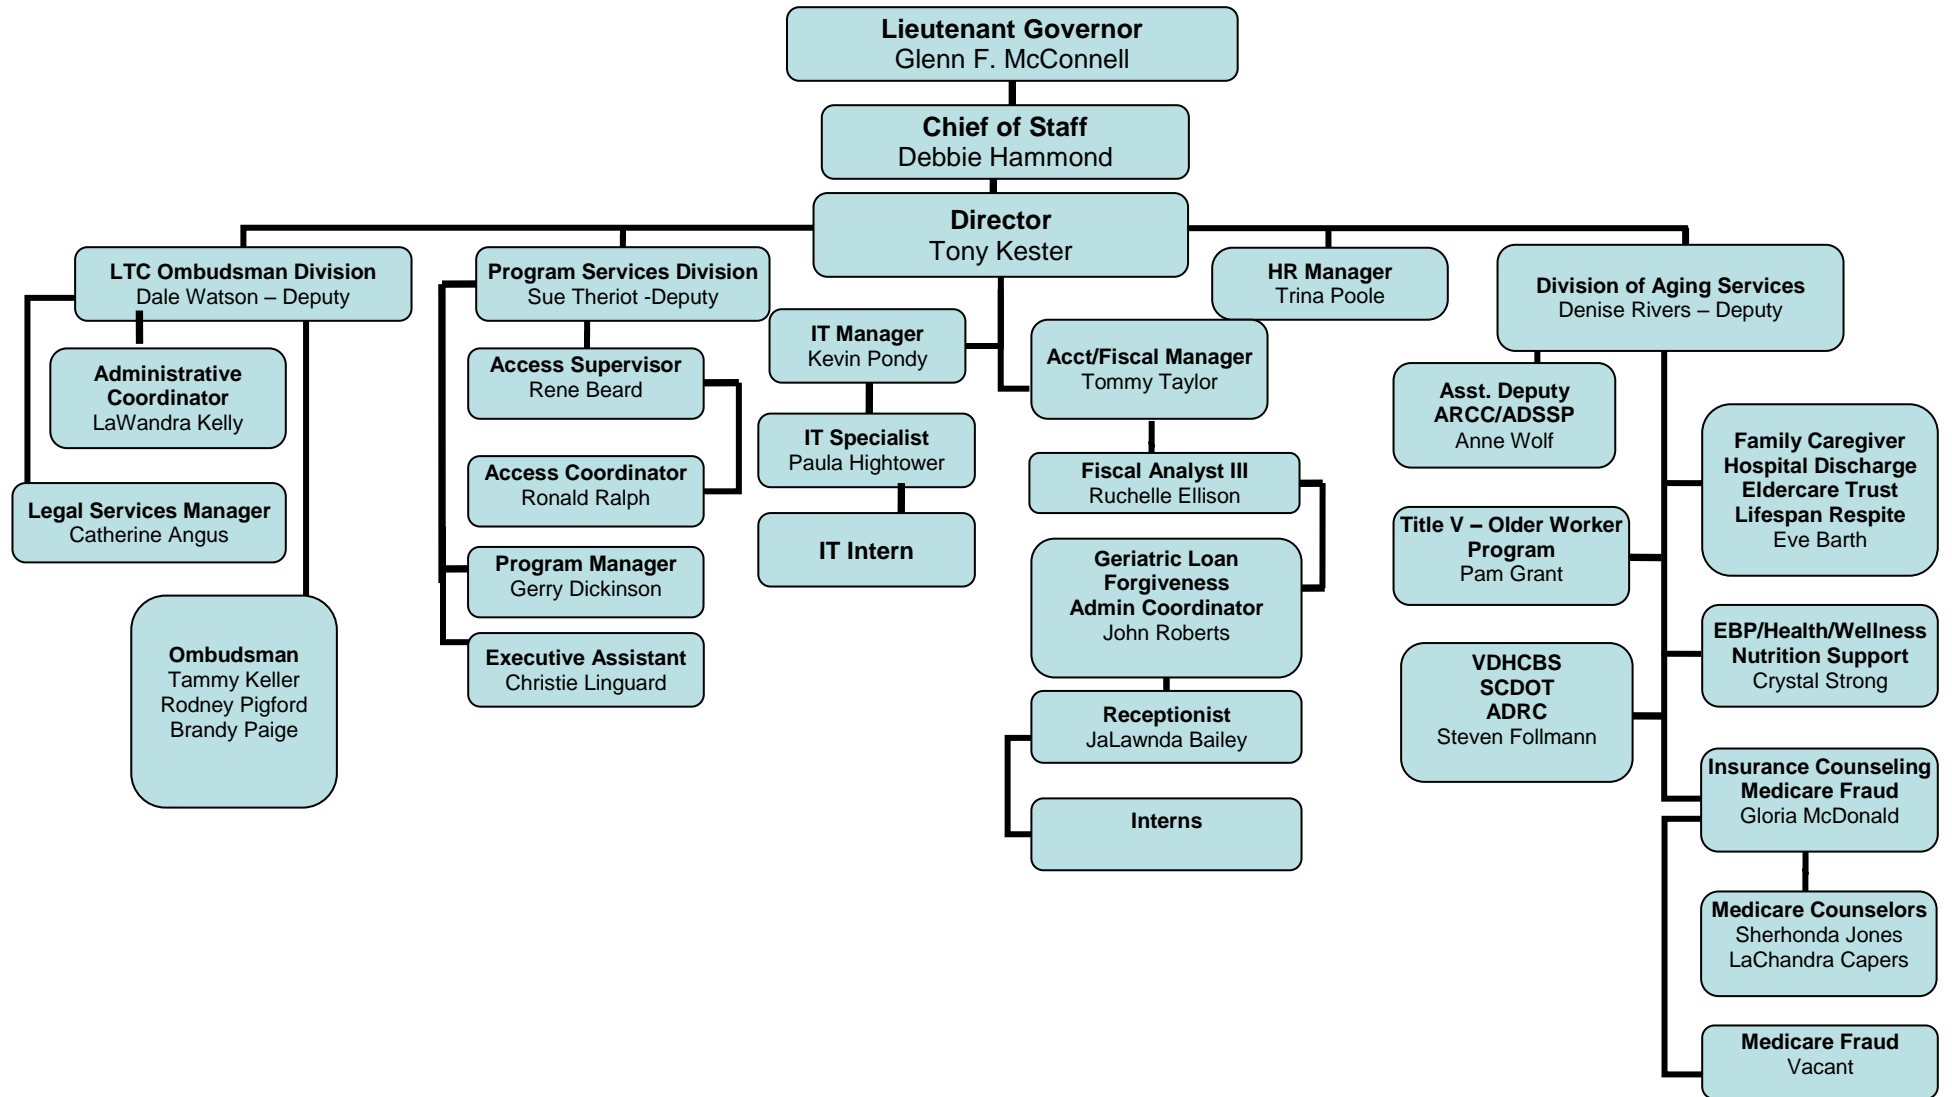 Lieutenant Governor
Glenn F. McConnell
Chief of Staff
Debbie Hammond
Director
Tony Kester
LTC Ombudsman Division
Dale Watson – Deputy
Administrative
Coordinator
LaWandra Kelly
Legal Services Manager
Catherine Angus
Ombudsman
Tammy Keller
Rodney Pigford
Brandy Paige
Program Services Division
Sue Theriot -Deputy
Access Supervisor
Rene Beard
Access Coordinator
Ronald Ralph
Program Manager
Gerry Dickinson
Executive Assistant
Christie Linguard
IT Manager
Kevin Pondy
IT Specialist
Paula Hightower
IT Intern
Acct/Fiscal Manager
Tommy Taylor
Fiscal Analyst III
Ruchelle Ellison
Geriatric Loan
Forgiveness
Admin Coordinator
John Roberts
Receptionist
JaLawnda Bailey
Interns
HR Manager
Trina Poole
Division of Aging Services
Denise Rivers – Deputy
Asst. Deputy
ARCC/ADSSP
Anne Wolf
Title V – Older Worker
Program
Pam Grant
VDHCBS
SCDOT
ADRC
Steven Follmann
Family Caregiver
Hospital Discharge
Eldercare Trust
Lifespan Respite
Eve Barth
EBP/Health/Wellness
Nutrition Support
Crystal Strong
Insurance Counseling
Medicare Fraud
Gloria McDonald
Medicare Counselors
Sherhonda Jones
LaChandra Capers
Medicare Fraud
Vacant